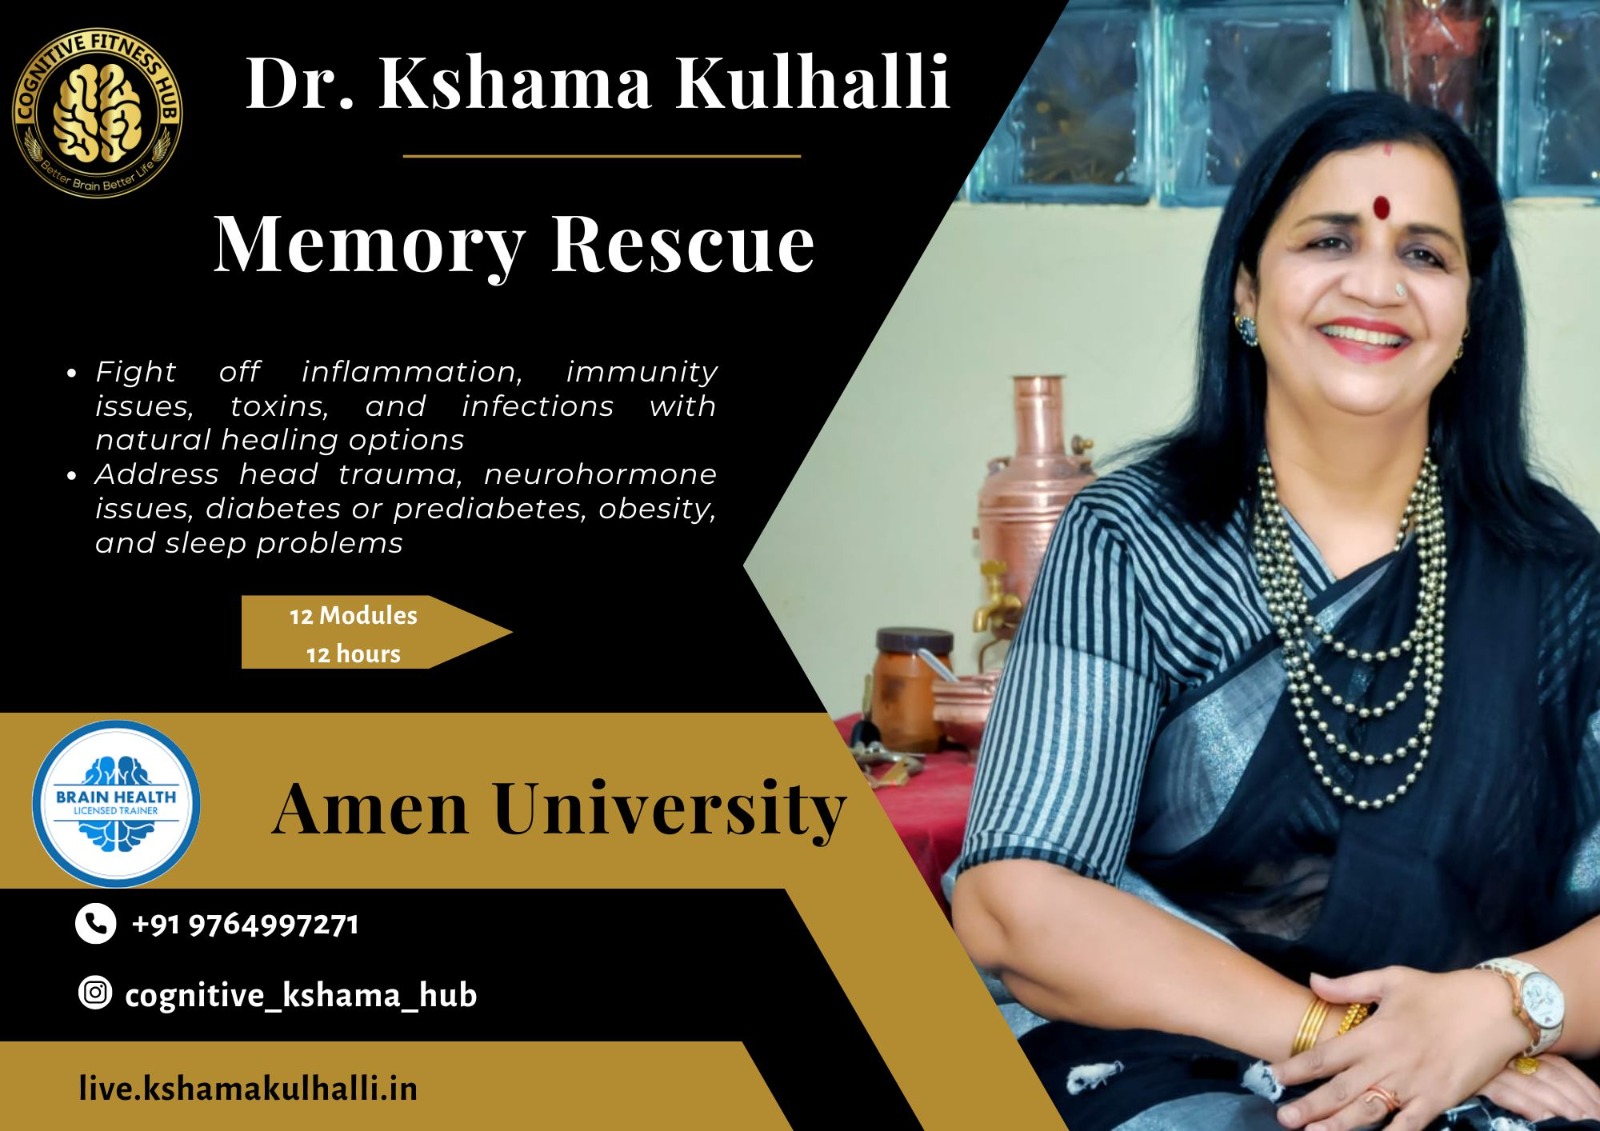 COGNITIVE FITNESS HUB
Better Brain Better Life
Dr. Kshama Kulhalli
Memory Rescue
• Fight off inflammation, immunity
issues, toxins, and infections with
natural healing options
• Address head trauma, neurohormone
issues, diabetes or prediabetes, obesity,
and sleep problems
12 Modules
12 hours
BRAIN HEALTH
LICENSED TRAINER
Amen University
+91 9764997271
cognitive_kshama_hub
live.kshamakulhalli.in